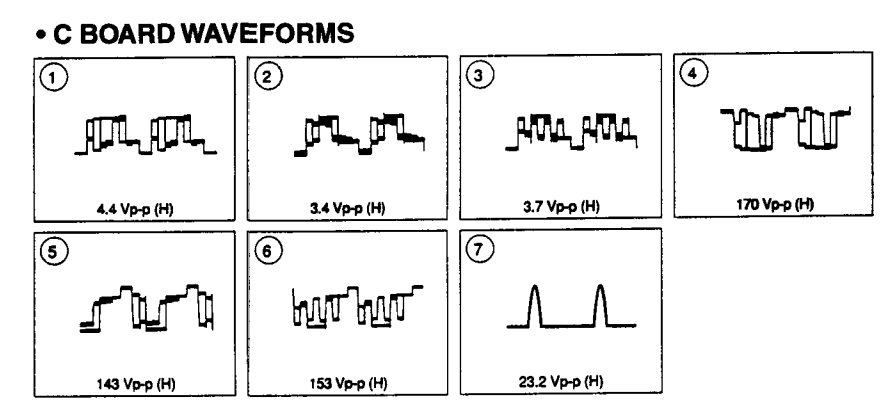 • C BOARD WAVEFORMS
1
2
3
4
4.4 Vp-p (H)
3.4 Vp-p (H)
3.7 Vp-p (H)
170 Vp-p (H)
5
6
7
143 Vp-p (H)
153 Vp-p (H)
23.2 Vp-p (H)